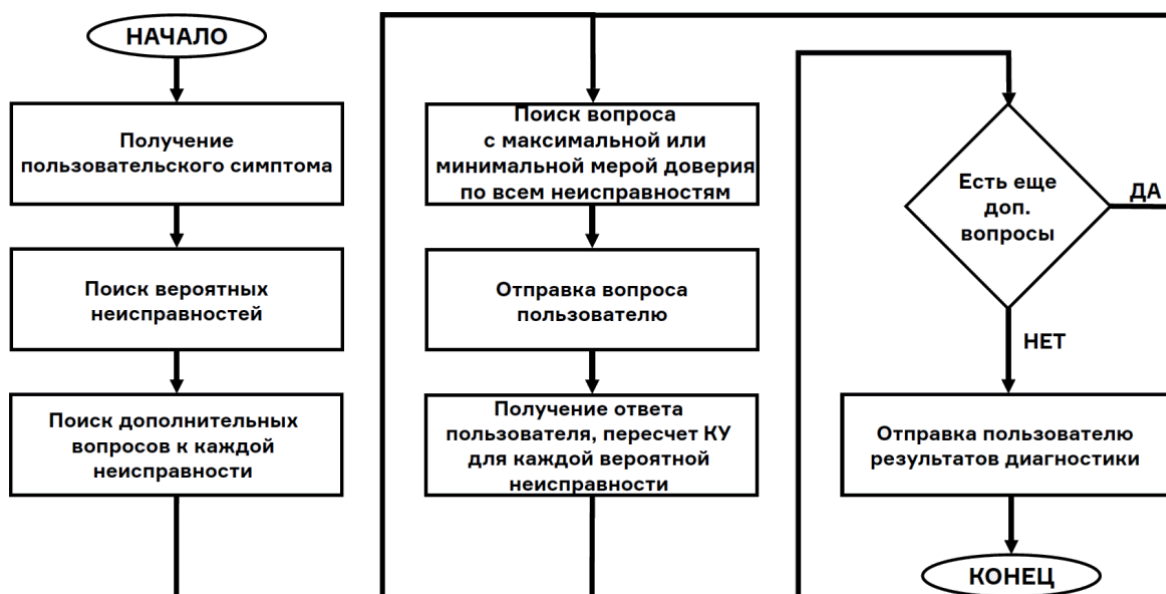 НАЧАЛО
Получение
пользовательского симптома
Поиск вероятных
неисправностей
Поиск дополнительных
вопросов к каждой
неисправности
Поиск вопроса
с максимальной или
минимальной мерой доверия
по всем неисправностям
Отправка вопроса
пользователю
Получение ответа
пользователя, пересчет КУ
для каждой вероятной
неисправности
Есть еще
доп.
вопросы
ДА
НЕТ
Отправка пользователю
результатов диагностики
КОНЕЦ